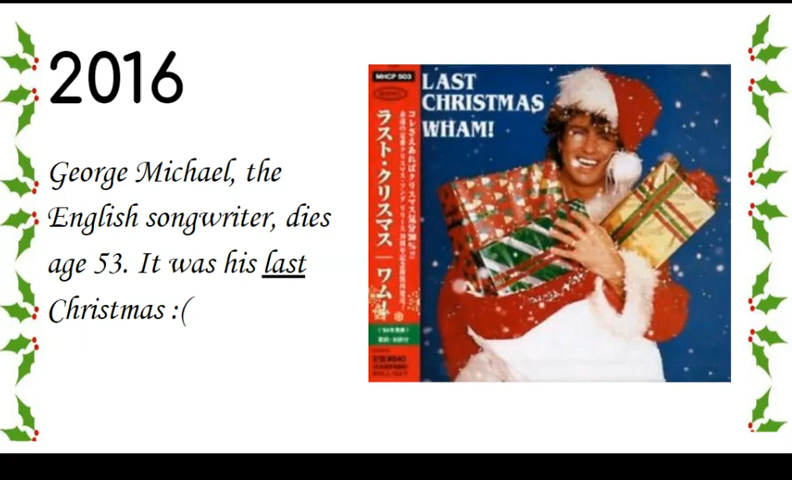 2016
George Michael, the
English songwriter, dies
age 53. It was his last
Christmas :(
MHCP 503
LAST
CHRISTMAS
WHAM!
ラスト・クリスマス ー ワム!